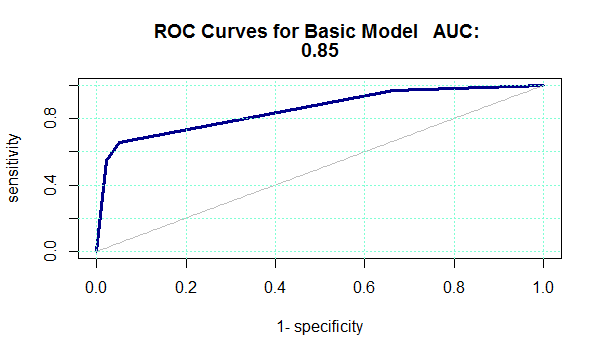 ROC Curves for Basic Model   AUC:
0.85
sensitivity
0.8
0.4
0.0
0.0 0.2 0.4 0.6 0.8 1.0
1- specificity